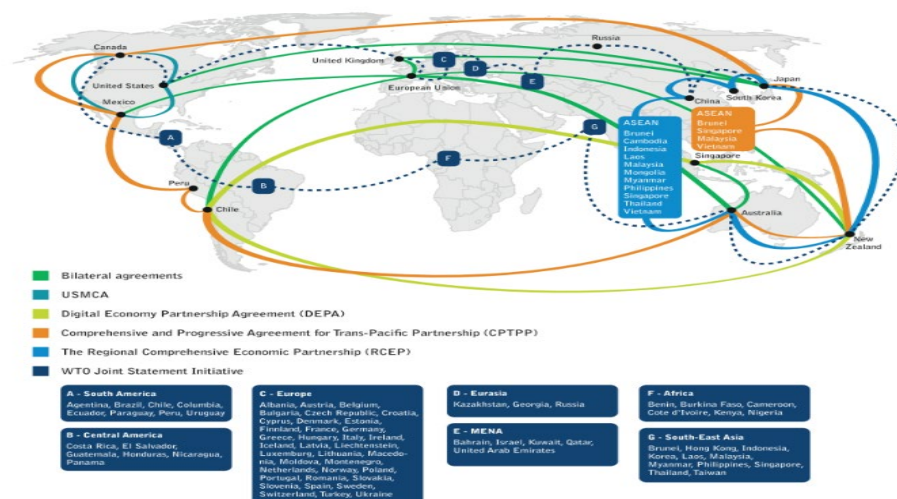 Canada
Russia
United Kingdom
C
D
E
United States
European Union
Japan
China
South Korea
Mexico
ASEAN
Brunei
Cambodia
Indonesia
Laos
Malaysia
Mongolia
Myanmar
Philippines
Singapore
Thailand
Vietnam
ASEAN
Brunei
Singapore
Malaysia
Vietnam
A
G
F
B
Singapore
Peru
Chile
Australia
New
Zealand
Bilateral agreements
USMCA
Digital Economy Partnership Agreement (DEPA)
Comprehensive and Progressive Agreement for Trans-Pacific Partnership (CPTPP)
The Regional Comprehensive Economic Partnership (RCEP)
WTO Joint Statement Initiative
A - South America
Agentina, Brazil, Chile, Columbia,
Ecuador, Paraguay, Peru, Uruguay
B - Central America
Costa Rica, El Salvador,
Guatemala, Honduras, Nicaragua,
Panama
C - Europe
Albania, Austria, Belgium,
Bulgaria, Czech Republic, Croatia,
Cyprus, Denmark, Estonia,
Finnland, France, Germany,
Greece, Hungary, Italy, Ireland,
Iceland, Latvia, Liechtenstein,
Luxemburg, Lithuania, Macedo-
nia, Moldova, Montenegro,
Netherlands, Norway, Poland,
Portugal, Romania, Slovakia,
Slovenia, Spain, Sweden,
Switzerland, Turkey, Ukraine
D - Eurasia
Kazakhstan, Georgia, Russia
E - MENA
Bahrain, Israel, Kuwait, Qatar,
United Arab Emirates
F - Africa
Benin, Burkina Faso, Cameroon,
Cote d'Ivoire, Kenya, Nigeria
G - South-East Asia
Brunei, Hong Kong, Indonesia,
Korea, Laos, Malaysia,
Myanmar, Philippines, Singapore,
Thailand, Taiwan